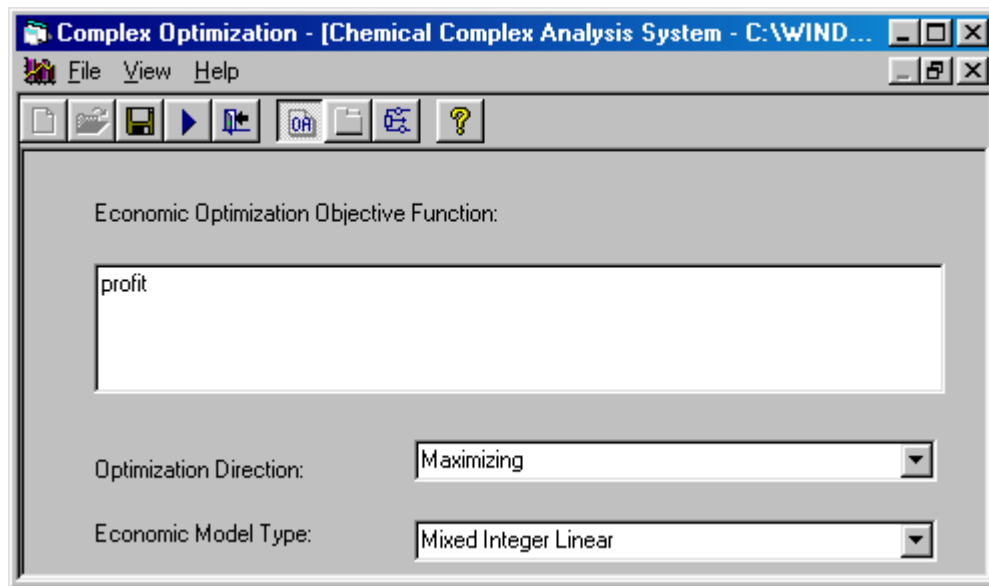 Complex Optimization - [Chemical Complex Analysis System - C:\WIND...
File View Help
OA ?
Economic Optimization Objective Function:
profit
Optimization Direction: Maximizing
Economic Model Type: Mixed Integer Linear